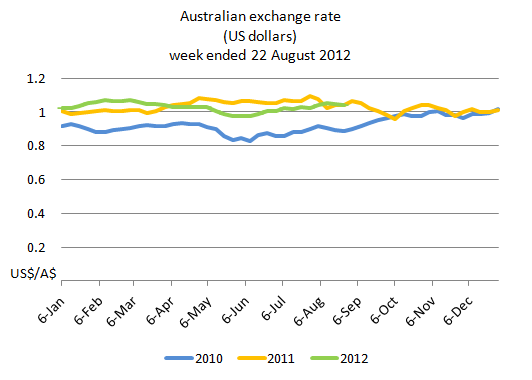 Australian exchange rate
(US dollars)
week ended 22 August 2012
1.2
1
0.8
0.6
0.4
0.2
US$/A$
6-Jan 6-Feb 6-Mar 6-Apr 6-May 6-Jun 6-Jul 6-Aug 6-Sep 6-Oct 6-Nov 6-Dec
2010 2011 2012